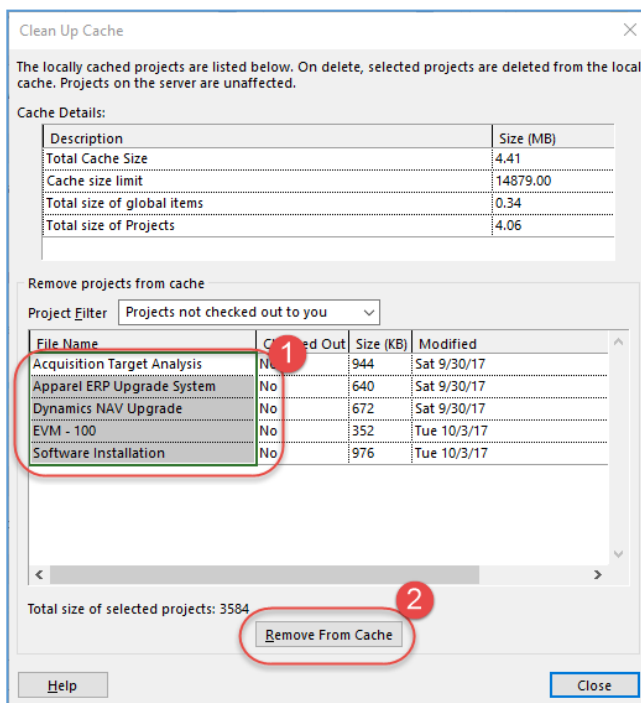 Clean Up Cache
The locally cached projects are listed below. On delete, selected projects are deleted from the local
cache. Projects on the server are unaffected.
Cache Details:
Description Size (MB)
Total Cache Size 4.41
Cache size limit 14879.00
Total size of global items 0.34
Total size of Projects 4.06
Remove projects from cache
Project Filter Projects not checked out to you
File Name Out Size (KB) Modified
1
Acquisition Target Analysis 944 Sat 9/30/17
Apparel ERP Upgrade System No 640 Sat 9/30/17
Dynamics NAV Upgrade No 672 Sat 9/30/17
EVM - 100 No 352 Tue 10/3/17
Software Installation No 976 Tue 10/3/17
Total size of selected projects: 3584
2
Remove From Cache
Help Close